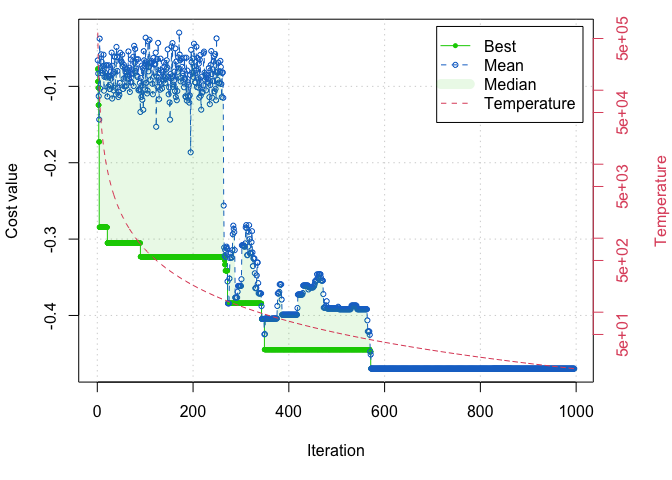 Best
Mean
Median
Temperature
-0.1
-0.2
-0.3
-0.4
Cost value
5e+05
5e+04
5e+03
5e+02
5e+01
Temperature
0
200
400
600
800
1000
Iteration